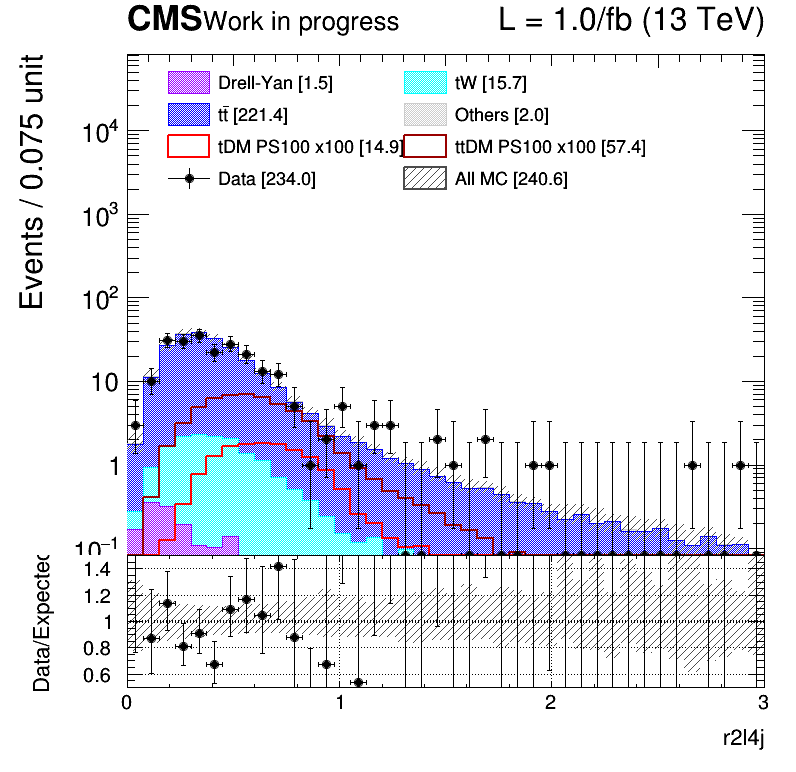 CMS Work in progress L = 1.0/fb (13 TeV)
Events / 0.075 unit
Drell-Yan [1.5] tW [15.7]
tt̄ [221.4] Others [2.0]
tDM PS100 x100 [14.9] ttDM PS100 x100 [57.4]
Data [234.0] All MC [240.6]
10⁴
10³
10²
10
1
10⁻¹
Data/Expected
1.4
1.2
1
0.8
0.6
0 1 2 3
r2l4j